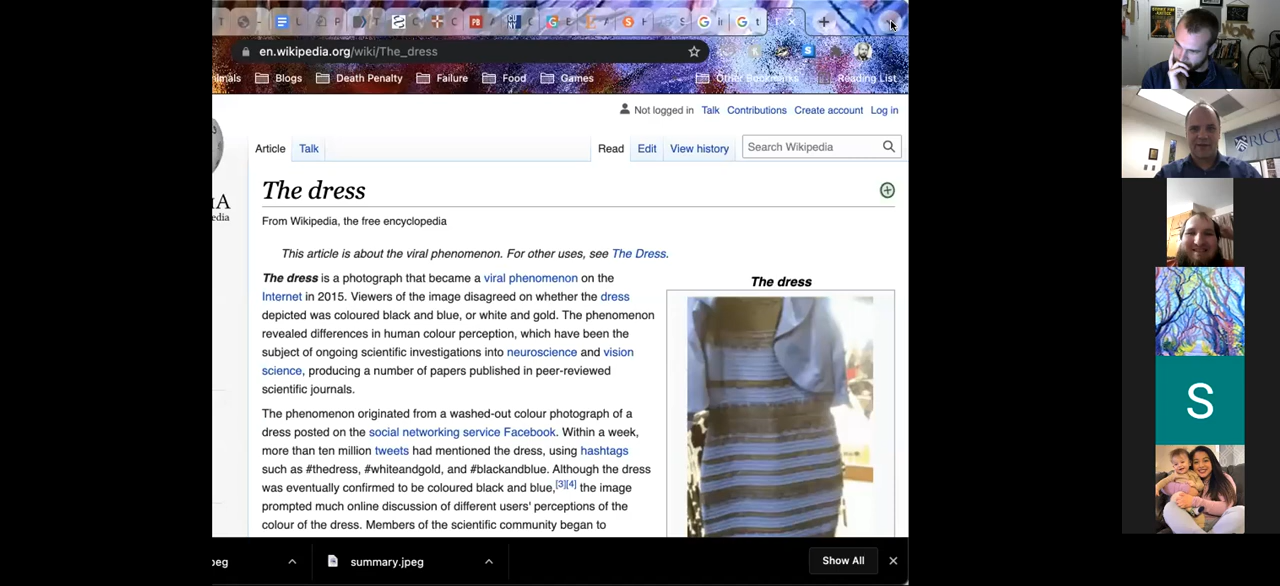 en.wikipedia.org/wiki/The_dress
Blogs Death Penalty Failure Food Games Other Bookmarks Reading List
Not logged in Talk Contributions Create account Log in
Article Talk Read Edit View history Search Wikipedia
The dress
From Wikipedia, the free encyclopedia
This article is about the viral phenomenon. For other uses, see The Dress.
The dress is a photograph that became a viral phenomenon on the
Internet in 2015. Viewers of the image disagreed on whether the dress
depicted was coloured black and blue, or white and gold. The phenomenon
revealed differences in human colour perception, which have been the
subject of ongoing scientific investigations into neuroscience and vision
science, producing a number of papers published in peer-reviewed
scientific journals.
The phenomenon originated from a washed-out colour photograph of a
dress posted on the social networking service Facebook. Within a week,
more than ten million tweets had mentioned the dress, using hashtags
such as #thedress, #whiteandgold, and #blackandblue. Although the dress
was eventually confirmed to be coloured black and blue,[3][4] the image
prompted much online discussion of different users' perceptions of the
colour of the dress. Members of the scientific community began to
The dress
peg summary.jpeg Show All
S